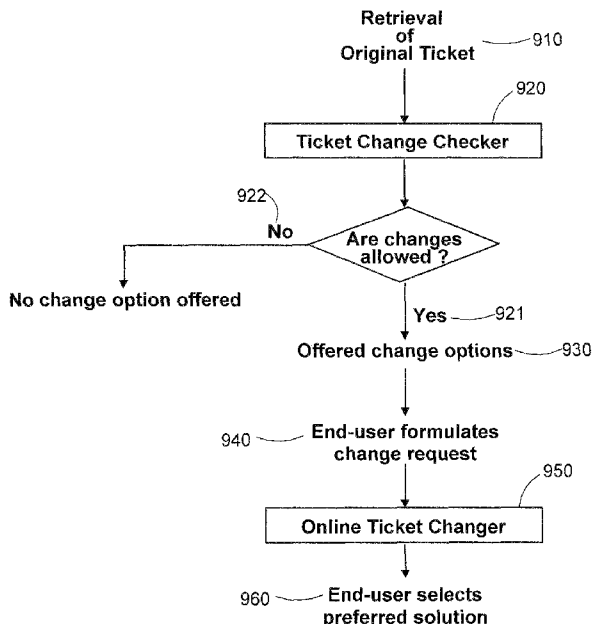 Retrieval
of
Original Ticket
910
920
Ticket Change Checker
922
No
Are changes
allowed ?
No change option offered
Yes
921
Offered change options
930
940
End-user formulates
change request
950
Online Ticket Changer
960
End-user selects
preferred solution